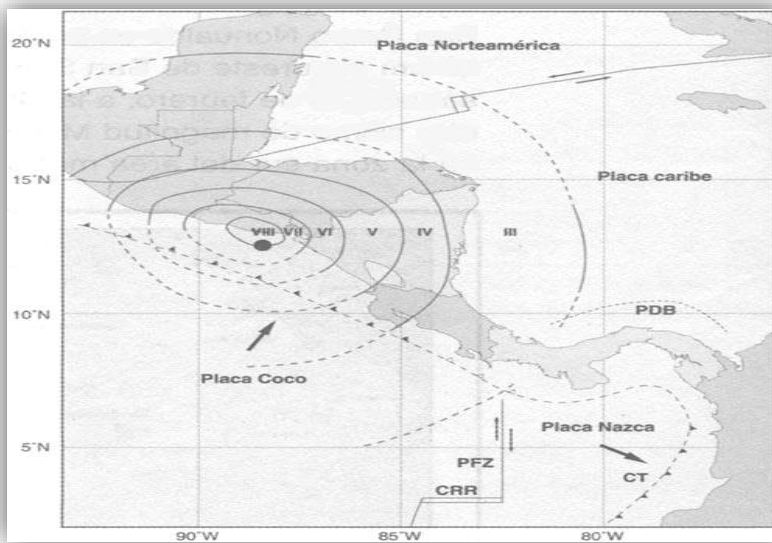 20°N
Placa Norteamérica
15°N
Placa caribe
VIII VII VI V IV III
10°N
PDB
Placa Coco
Placa Nazca
5°N
PFZ
CT
CRR
90°W 85°W 80°W